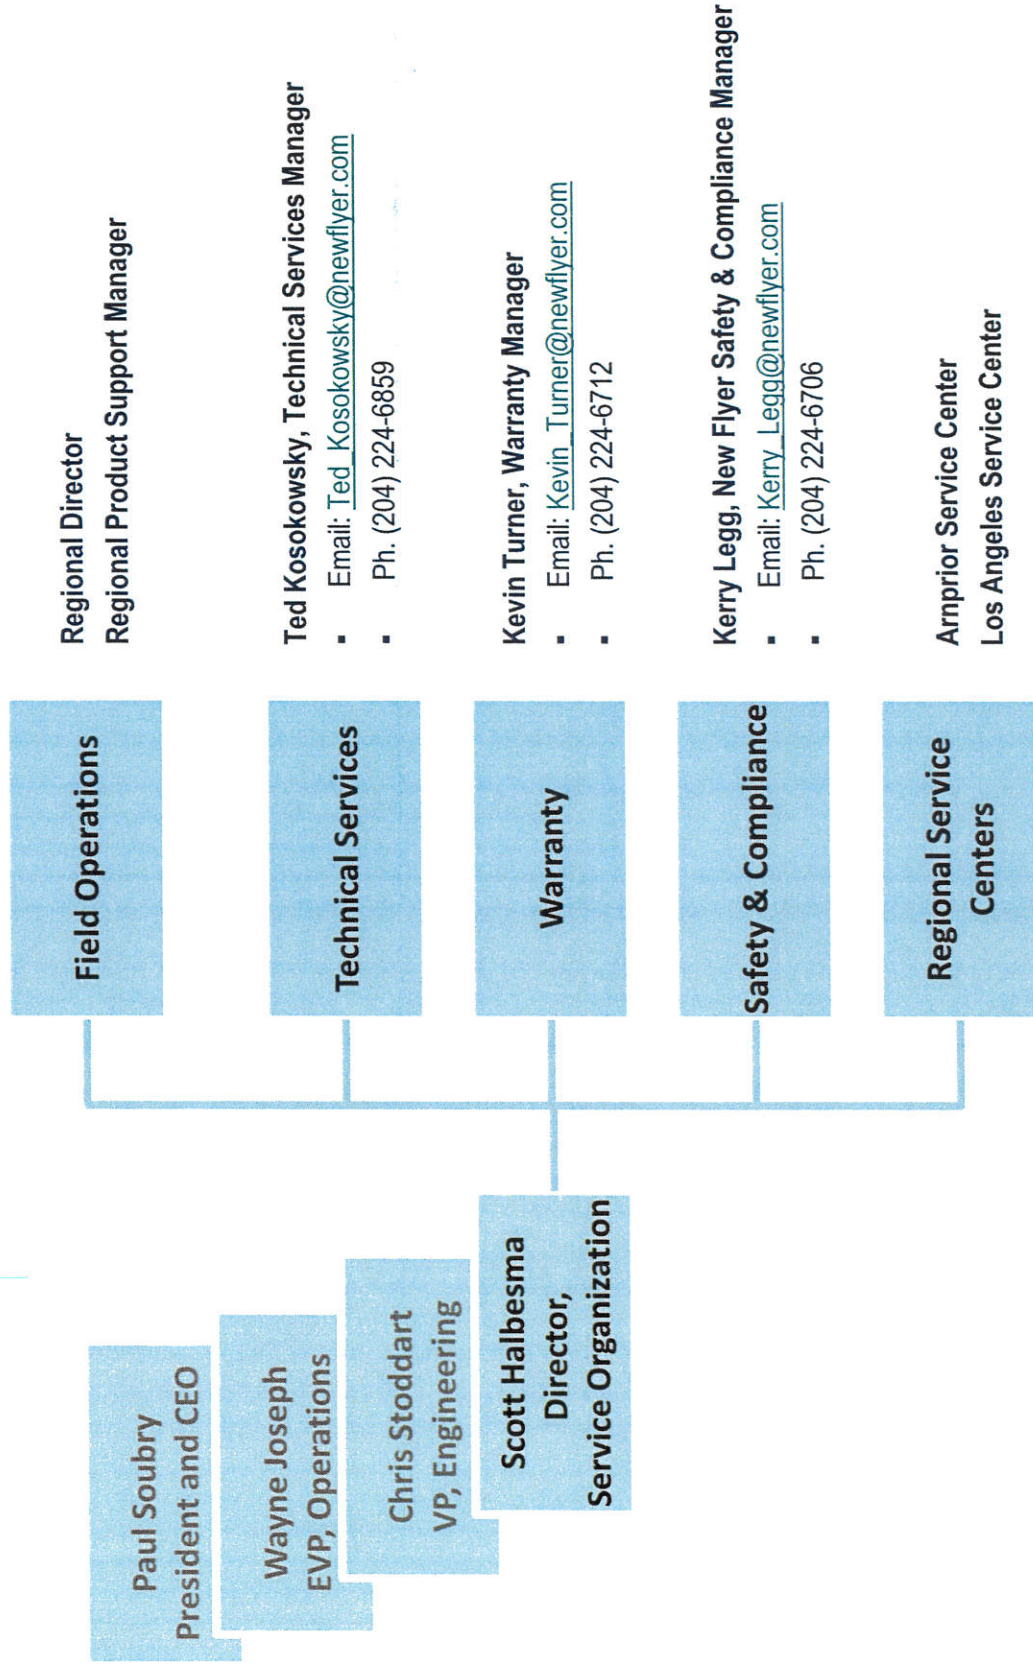 Paul Soubry
President and CEO
Wayne Joseph
EVP, Operations
Chris Stoddart
VP, Engineering
Scott Halbesma
Director,
Service Organization
Field Operations
Regional Director
Regional Product Support Manager
Technical Services
Ted Kosokowsky, Technical Services Manager
▪ Email: Ted_Kosokowsky@newflyer.com
▪ Ph. (204) 224-6859
Warranty
Kevin Turner, Warranty Manager
▪ Email: Kevin_Turner@newflyer.com
▪ Ph. (204) 224-6712
Safety & Compliance
Kerry Legg, New Flyer Safety & Compliance Manager
▪ Email: Kerry_Legg@newflyer.com
▪ Ph. (204) 224-6706
Regional Service
Centers
Arnprior Service Center
Los Angeles Service Center